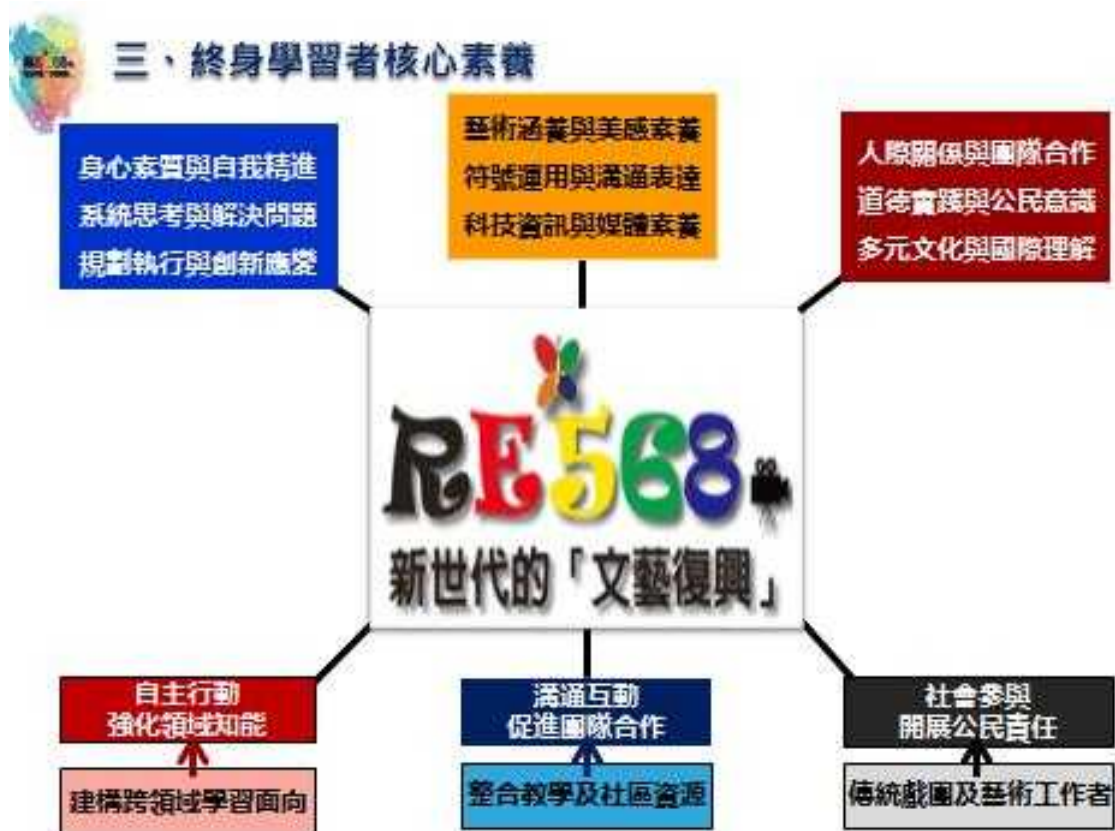 三、終身學習者核心素養
身心素質與自我精進
系統思考與解決問題
規劃執行與創新應變
藝術涵養與美感素養
符號運用與溝通表達
科技資訊與媒體素養
人際關係與團隊合作
道德實踐與公民意識
多元文化與國際理解
RE568
新世代的「文藝復興」
自主行動
強化領域知能
建構跨領域學習面向
溝通互動
促進團隊合作
整合教學及社區資源
社會參與
開展公民責任
傳統戲團及藝術工作者